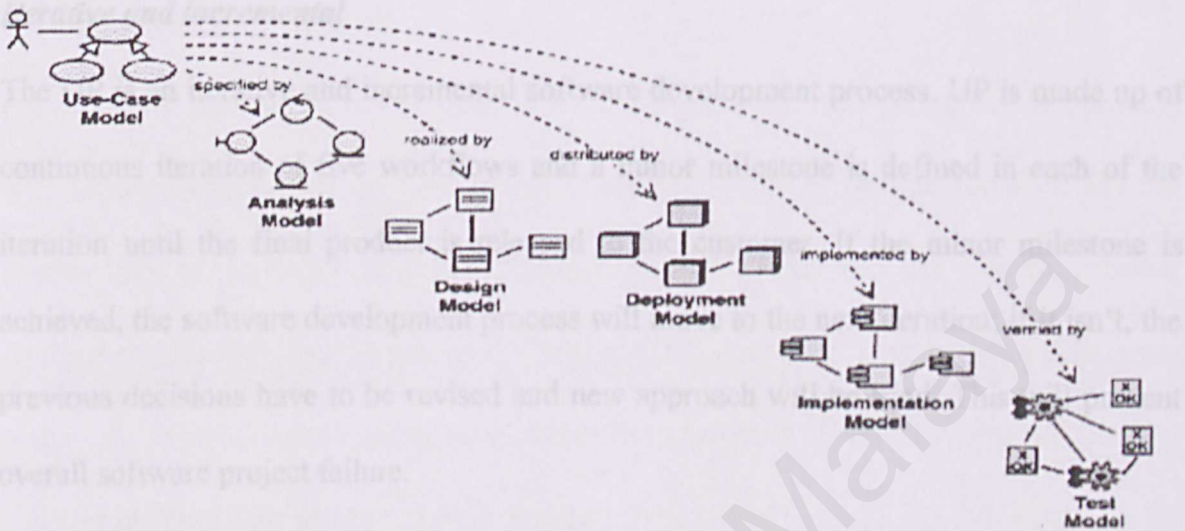 Iterative and incremental
The UP is an iterative and incremental software development process. UP is made up of
continuous iteration of five workflows and a minor milestone is defined in each of the
iteration until the final product is released to the customer. If the minor milestone is
achieved, the software development process will move to the next iteration. If isn't, the
previous decisions have to be revised and new approach will This will prevent
overall software project failure.
Use-Case
Model
specified by
Analysis
Model
realized by
Design
Model
distributed by
Deployment
Model
implemented by
Implementation
Model
verified by
X
OK
X
OK
X
OK
Test
Model
Malaya